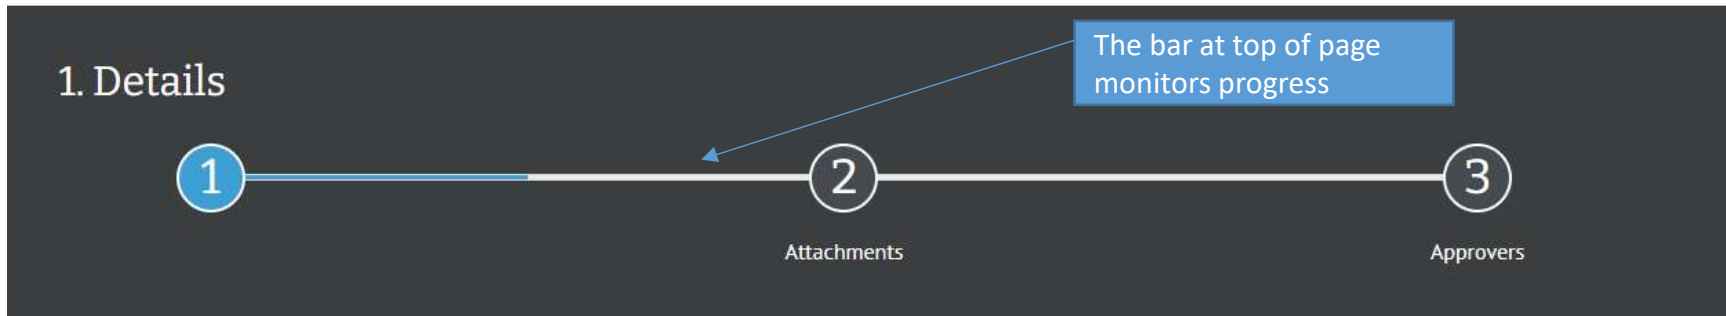 The bar at top of page
monitors progress
1. Details
1
2
3
Attachments
Approvers